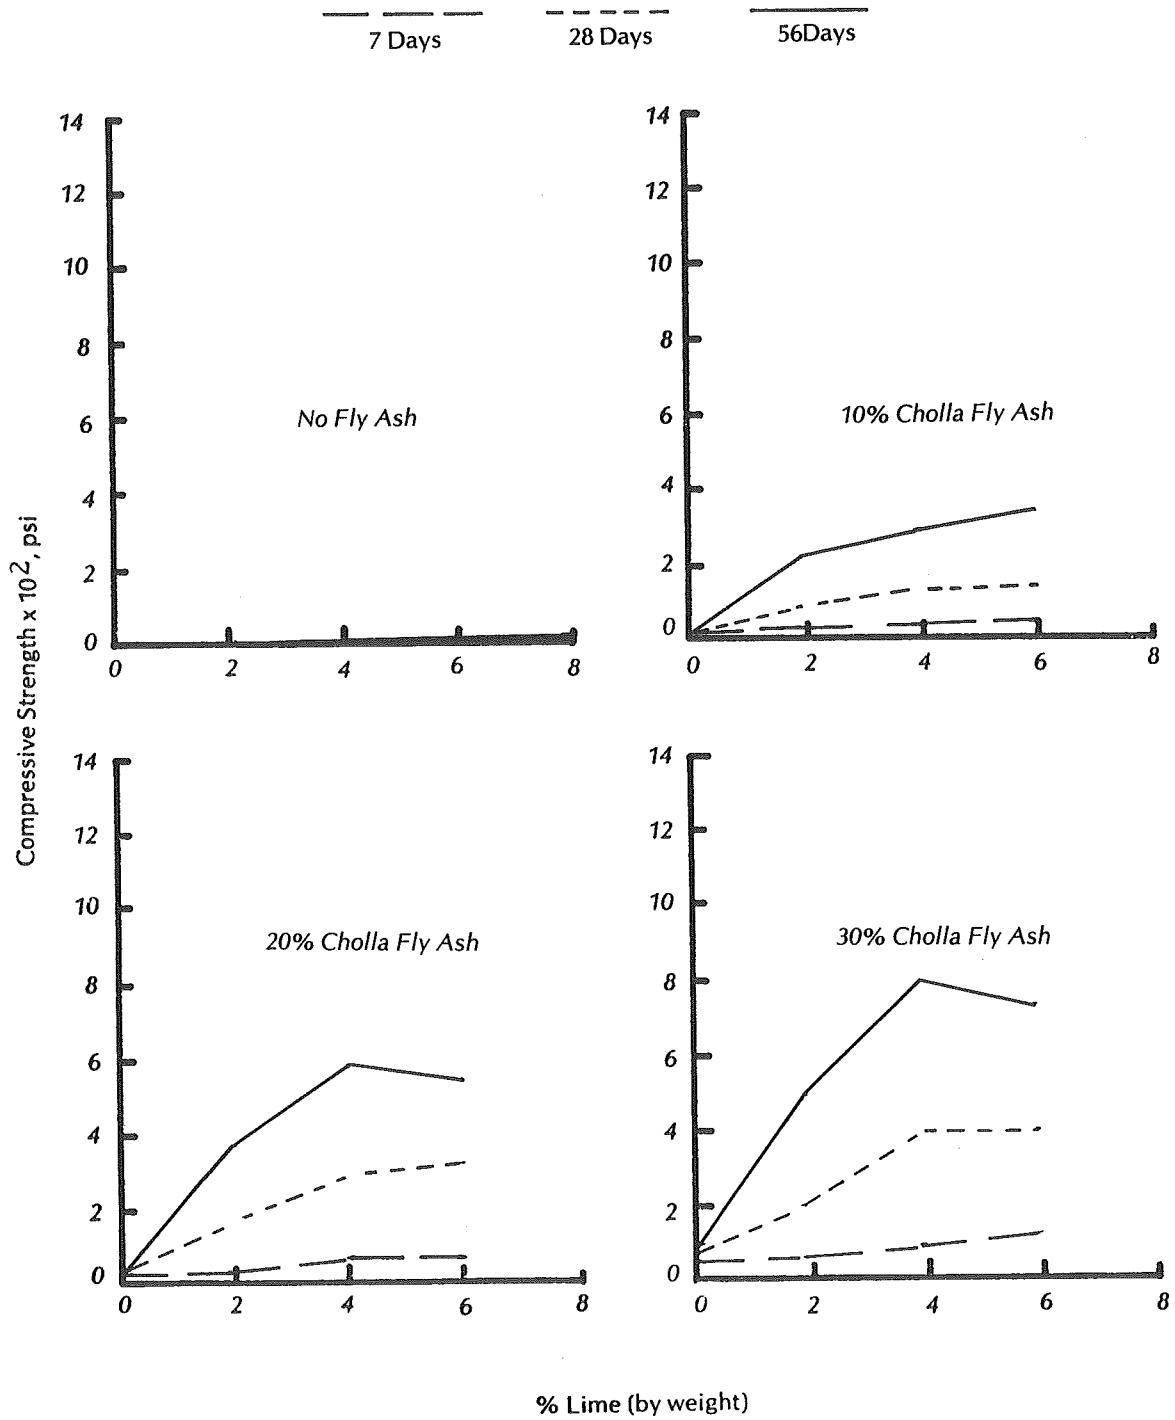 7 Days 28 Days 56Days
14
12
10
8
6
4
2
0
No Fly Ash
0 2 4 6 8
14
12
10
8
6
4
2
0
10% Cholla Fly Ash
0 2 4 6 8
Compressive Strength x 10², psi
14
12
10
8
6
4
2
0
20% Cholla Fly Ash
0 2 4 6 8
14
12
10
8
6
4
2
0
30% Cholla Fly Ash
0 2 4 6 8
% Lime (by weight)